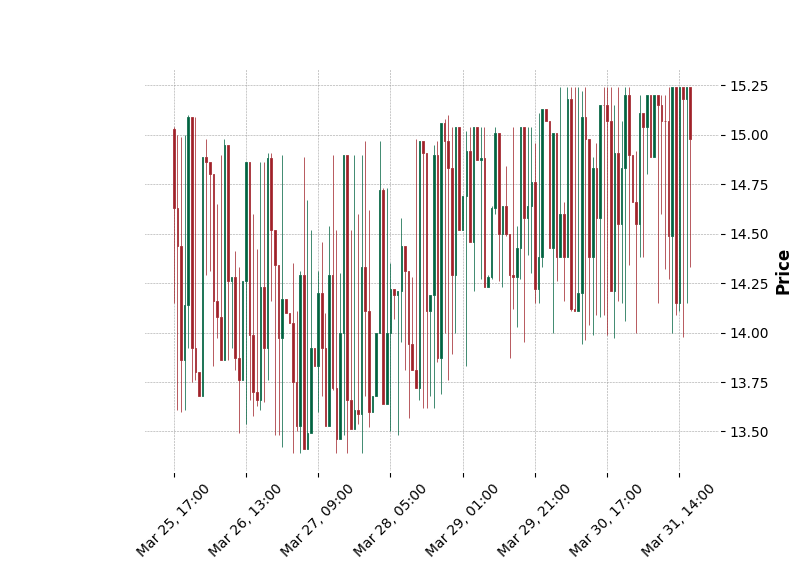 15.25
15.00
14.75
14.50
14.25
14.00
13.75
13.50
Price
Mar 25, 17:00
Mar 26, 13:00
Mar 27, 09:00
Mar 28, 05:00
Mar 29, 01:00
Mar 29, 21:00
Mar 30, 17:00
Mar 31, 14:00